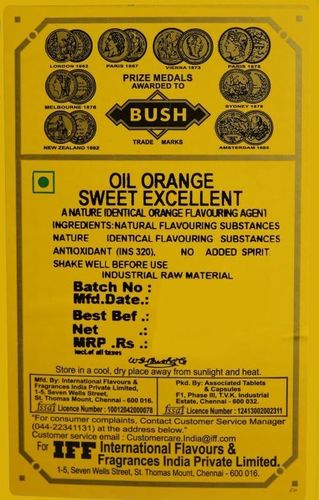 LONDON 1862
PARIS 1867
VIENNA 1873
PARIS 1878
PRIZE MEDALS
AWARDED TO
MELBOURNE 1878
SYDNEY 1879
BUSH
TRADE MARKS
NEW ZEALAND 1882
AMSTERDAM 1883
OIL ORANGE
SWEET EXCELLENT
A NATURE IDENTICAL ORANGE FLAVOURING AGENT
INGREDIENTS:NATURAL FLAVOURING SUBSTANCES
NATURE IDENTICAL FLAVOURING SUBSTANCES
ANTIOXIDANT (INS 320), NO ADDED SPIRIT
SHAKE WELL BEFORE USE
INDUSTRIAL RAW MATERIAL
Batch No :
Mfd.Date.:
Best Bef .:
Net .:
MRP .Rs .:
incl.of all taxes
Store in a cool, dry place away from sunlight and heat.
Mfd. By: International Flavours &
Fragrances India Private Limited,
1-5, Seven Wells Street,
St. Thomas Mount, Chennai - 600 016.
fssai Licence Number : 10012042000078
Pkd. By: Associated Tablets
& Capsules
F1, Phase III, T.V.K. Industrial
Estate, Chennai - 600 032.
fssai Licence Number : 12413002002311
"For consumer complaints, Contact Customer Service Manager
(044-22341131) at the address below."
Customer service email : Customercare.India@iff.com
For IFF International Flavours &
Fragrances India Private Limited.
1-5, Seven Wells Street, St. Thomas Mount, Chennai - 600 016.